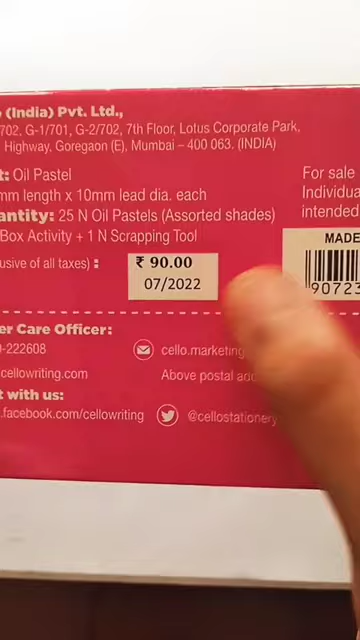 (India) Pvt. Ltd.,
702, G-1/701, G-2/702, 7th Floor, Lotus Corporate Park,
Highway, Goregaon (E), Mumbai – 400 063. (INDIA)
Oil Pastel
For sale
length x 10mm lead dia. each
Individua
25 N Oil Pastels (Assorted shades)
intended
Box Activity + 1 N Scrapping Tool
MADE
usive of all taxes) :
₹ 90.00
07/2022
90723
er Care Officer:
-222608
cello.marketing
cellowriting.com
Above postal add
t with us:
.facebook.com/cellowriting
@cellostationery